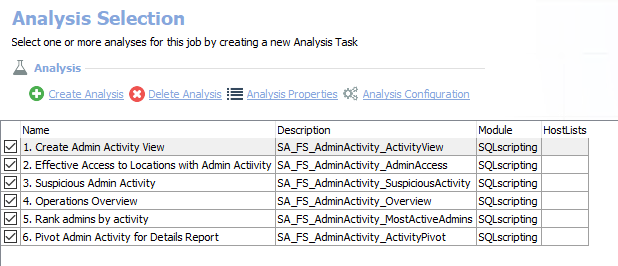 Analysis Selection
Select one or more analyses for this job by creating a new Analysis Task
Analysis
Create Analysis Delete Analysis Analysis Properties Analysis Configuration
Name Description Module HostLists
1. Create Admin Activity View SA_FS_AdminActivity_ActivityView SQLscripting
2. Effective Access to Locations with Admin Actiivity SA_FS_AdminActivity_AdminAccess SQLscripting
3. Suspicious Admin Activity SA_FS_AdminActivity_SuspiciousActivity SQLscripting
4. Operations Overview SA_FS_AdminActivity_Overview SQLscripting
5. Rank admins by activity SA_FS_AdminActivity_MostActiveAdmins SQLscripting
6. Pivot Admin Activity for Details Report SA_FS_AdminActivity_ActivityPivot SQLscripting